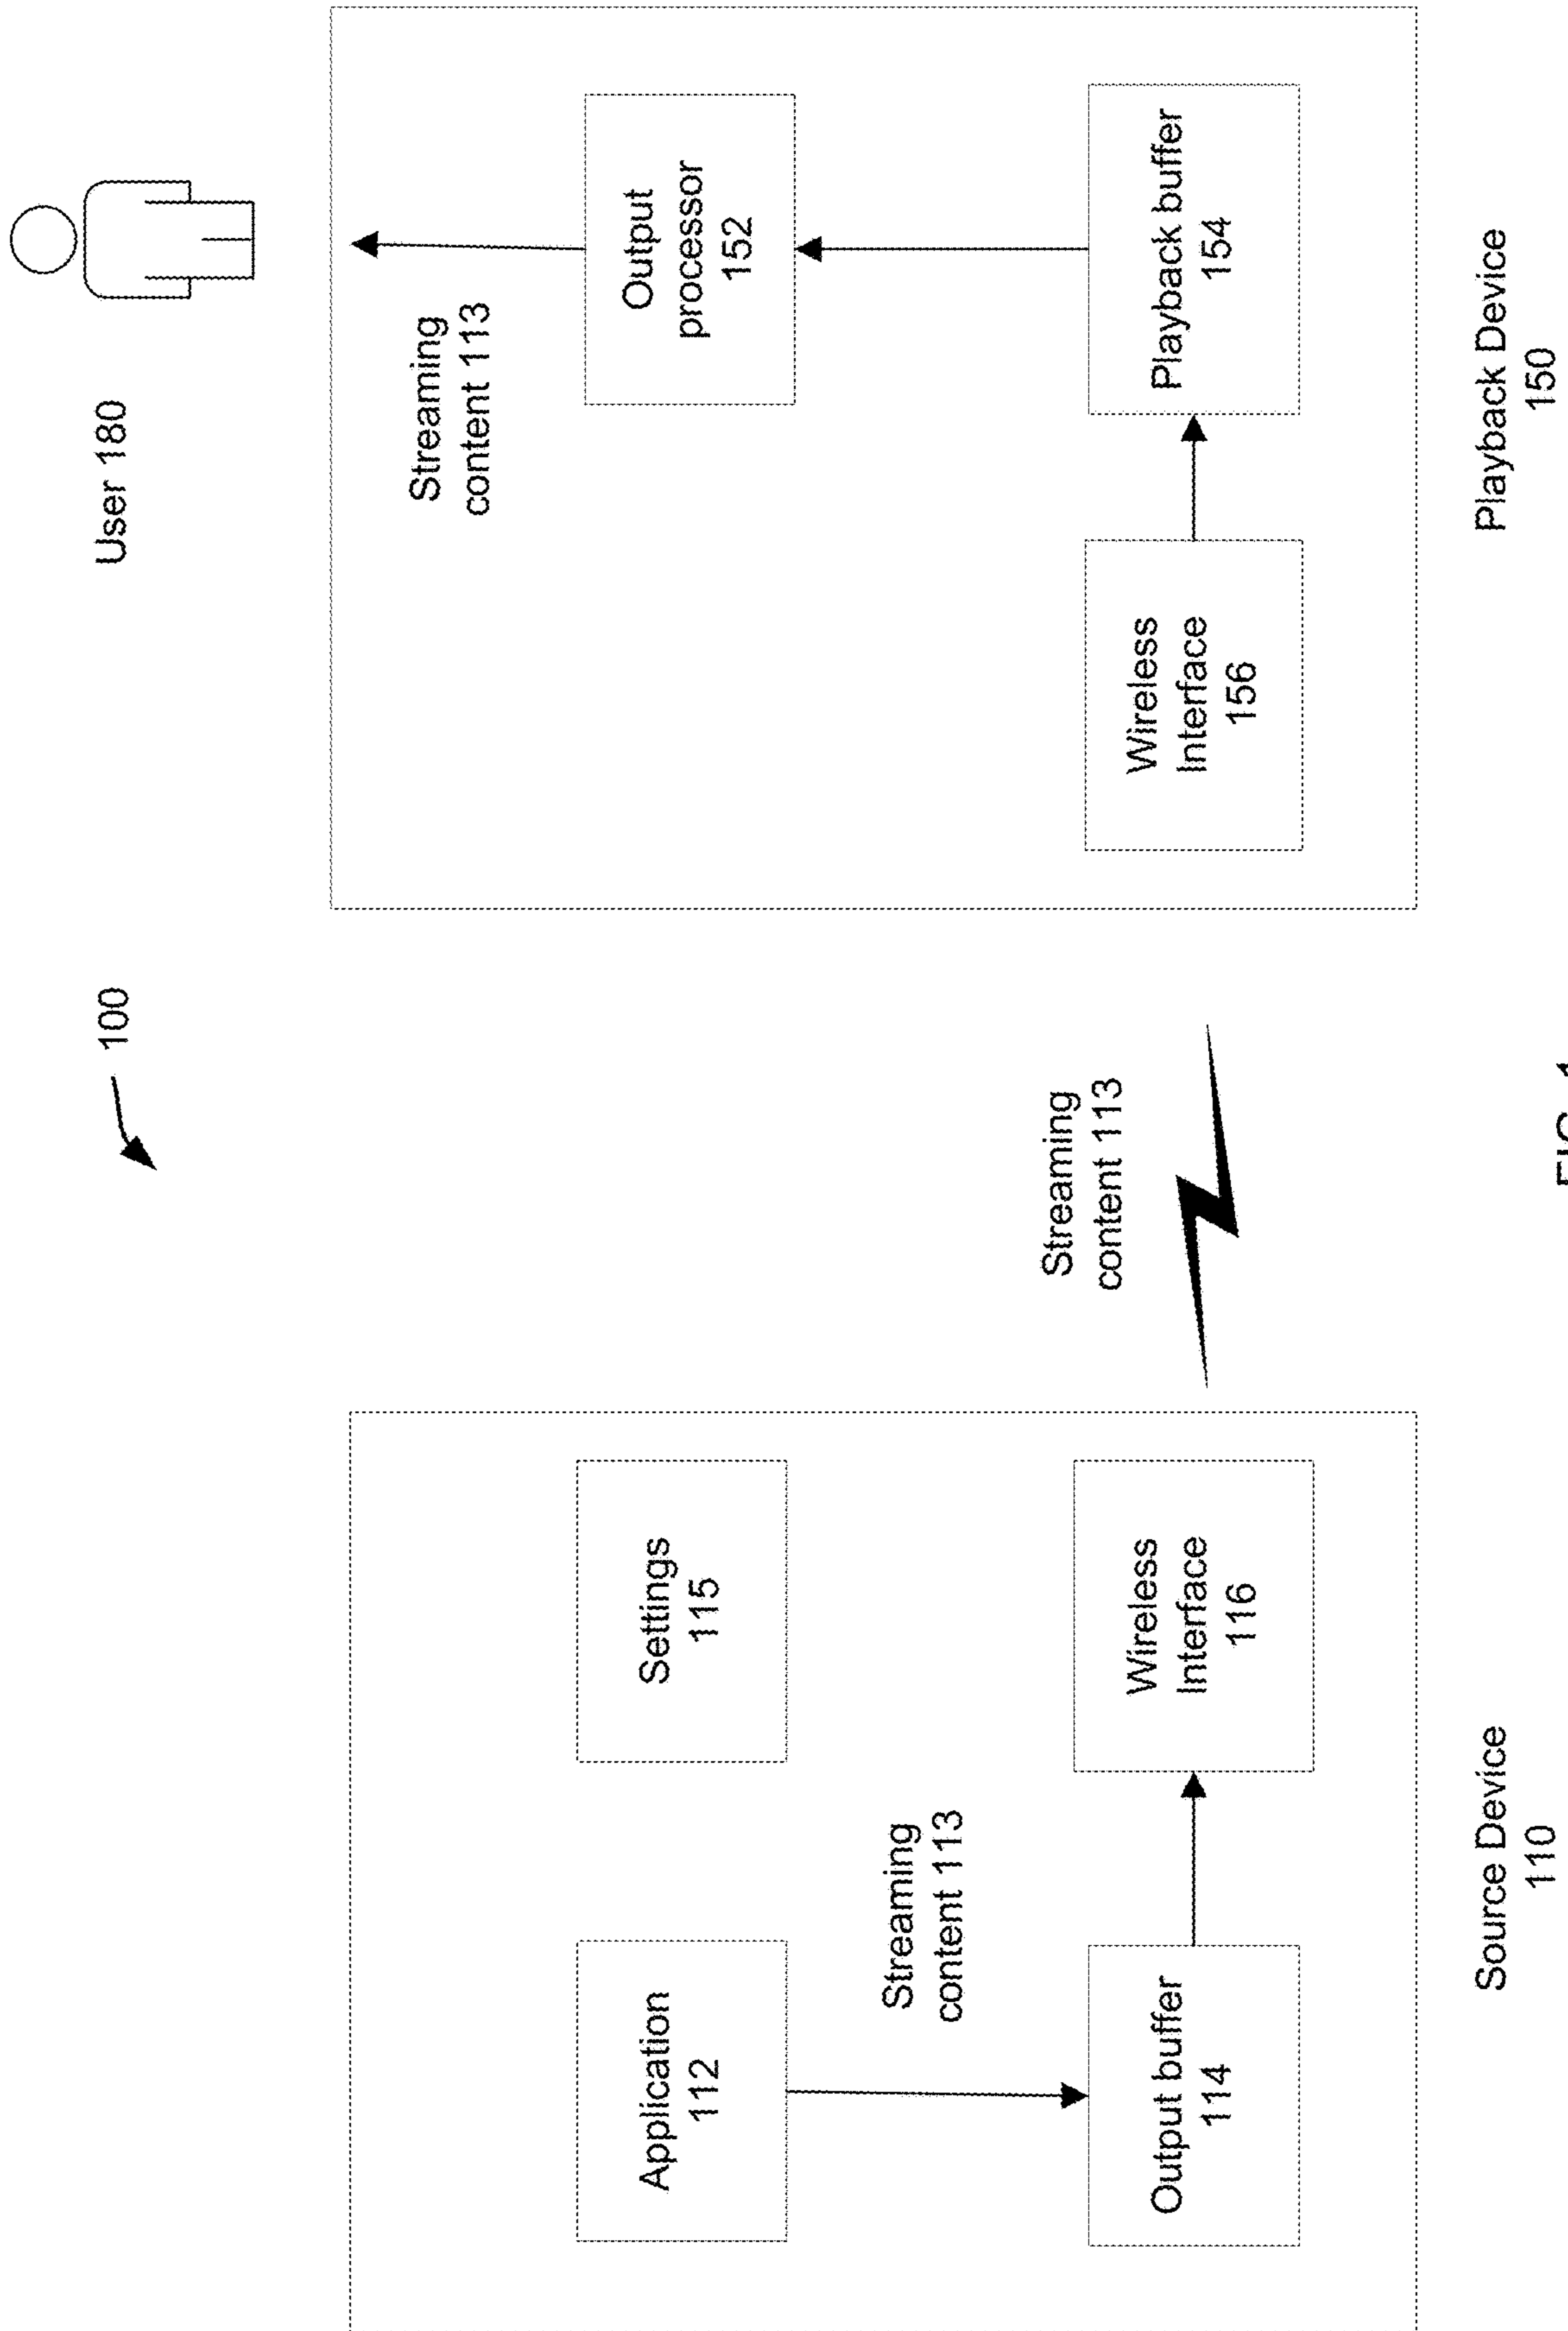 100
User 180
Application
112
Settings
115
Streaming
content 113
Output buffer
114
Wireless
Interface
116
Source Device
110
Streaming
content 113
Streaming
content 113
Output
processor
152
Wireless
Interface
156
Playback buffer
154
Playback Device
150